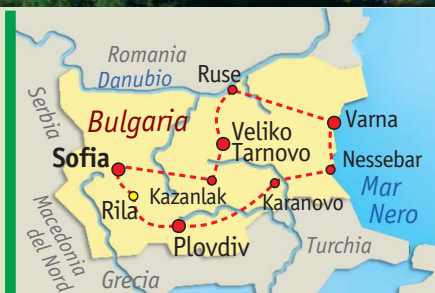 Romania
Danubio
Ruse
Serbia
Bulgaria
Varna
Veliko
Tarnovo
Sofia
Nessebar
Kazanlak
Rila
Karanovo
Mar
Nero
Macedonia
del Nord
Plovdiv
Turchia
Grecia